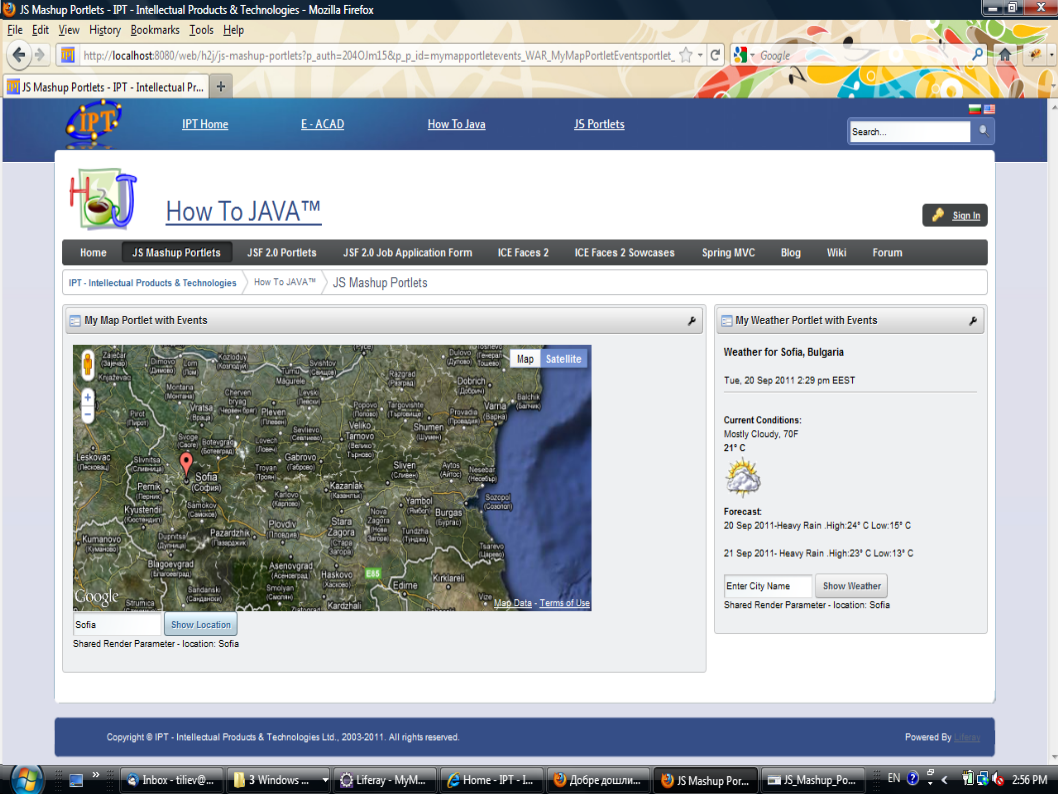 JS Mashup Portlets - IPT - Intellectual Products & Technologies - Mozilla Firefox
File Edit View History Bookmarks Tools Help
http://localhost:8080/web/h2j/js-mashup-portlets?p_auth=204OJm15&p_p_id=mymapportletevents_WAR_MyMapPortletEventsportlet_
Google
JS Mashup Portlets - IPT - Intellectual Pr...
IPT
IPT Home E - ACAD How To Java JS Portlets
Search...
H2J
How To JAVA™
Sign In
Home JS Mashup Portlets JSF 2.0 Portlets JSF 2.0 Job Application Form ICE Faces 2 ICE Faces 2 Sowcases Spring MVC Blog Wiki Forum
IPT - Intellectual Products & Technologies How To JAVA™ JS Mashup Portlets
My Map Portlet with Events
Map Satellite
Kozloduy
Svishtov
Razgrad
Dobrich
Balchik
Montana
Vratsa
Pleven
Popovo
Targovishte
Provadia
Varna
Shumen
Pirot
Botevgrad
Lovech
Sevlievo
Veliko
Tarnovo
Leskovac
Slivnitsa
Sofia
(София)
Troyan
Gabrovo
Sliven
Aytos
Nesebar
Pernik
Kazanlak
Karlovo
Yambol
Burgas
Sozopol
Kyustendil
Samokov
Plovdiv
Stara
Zagora
Nova
Zagora
Tundzha
Kumanovo
Dupnitsa
Pazardzhik
Tsarevo
Blagoevgrad
Asenovgrad
Haskovo
E85
Kirklareli
Edirne
Sandanski
Smolyan
Kardzhali
Vize
Strumica
Google
Map Data - Terms of Use
Sofia Show Location
Shared Render Parameter - location: Sofia
My Weather Portlet with Events
Weather for Sofia, Bulgaria
Tue, 20 Sep 2011 2:29 pm EEST
Current Conditions:
Mostly Cloudy, 70F
21° C
Forecast:
20 Sep 2011-Heavy Rain .High:24° C Low:15° C
21 Sep 2011- Heavy Rain .High:23° C Low:13° C
Enter City Name Show Weather
Shared Render Parameter - location: Sofia
Copyright © IPT - Intellectual Products & Technologies Ltd., 2003-2011. All rights reserved.
Powered By Liferay
Inbox - tiliev@... 3 Windows ... Liferay - MyM... Home - IPT - I... Добре дошли... JS Mashup Por... JS_Mashup_Po... EN 2:56 PM